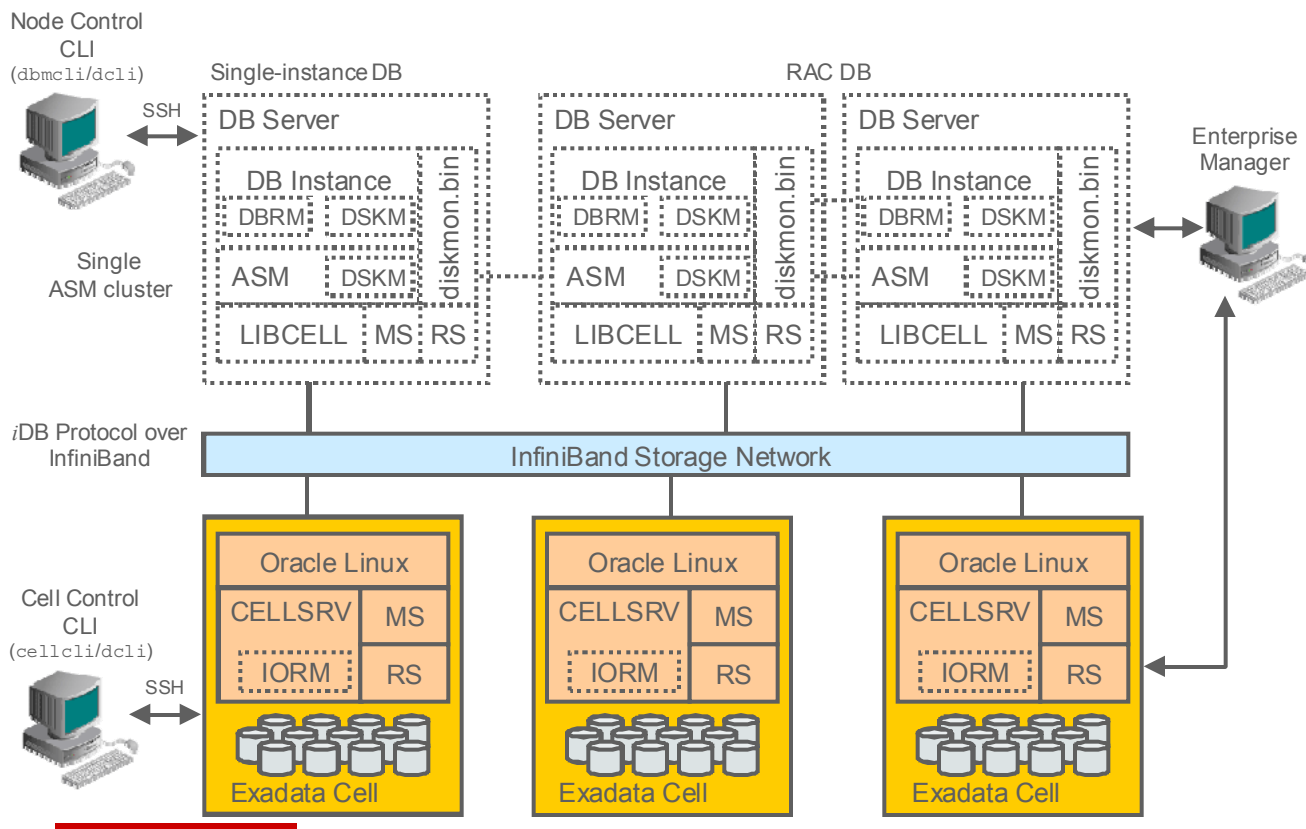 Node Control
CLI
(dbmcli/dcli)
SSH
Single-instance DB
RAC DB
DB Server
DB Instance
DBRM
DSKM
diskmon.bin
ASM
DSKM
LIBCELL
MS
RS
DB Server
DB Instance
DBRM
DSKM
diskmon.bin
ASM
DSKM
LIBCELL
MS
RS
DB Server
DB Instance
DBRM
DSKM
diskmon.bin
ASM
DSKM
LIBCELL
MS
RS
Enterprise
Manager
Single
ASM cluster
iDB Protocol over
InfiniBand
InfiniBand Storage Network
Cell Control
CLI
(cellcli/dcli)
SSH
Oracle Linux
CELLSRV
MS
IORM
RS
Exadata Cell
Oracle Linux
CELLSRV
MS
IORM
RS
Exadata Cell
Oracle Linux
CELLSRV
MS
IORM
RS
Exadata Cell